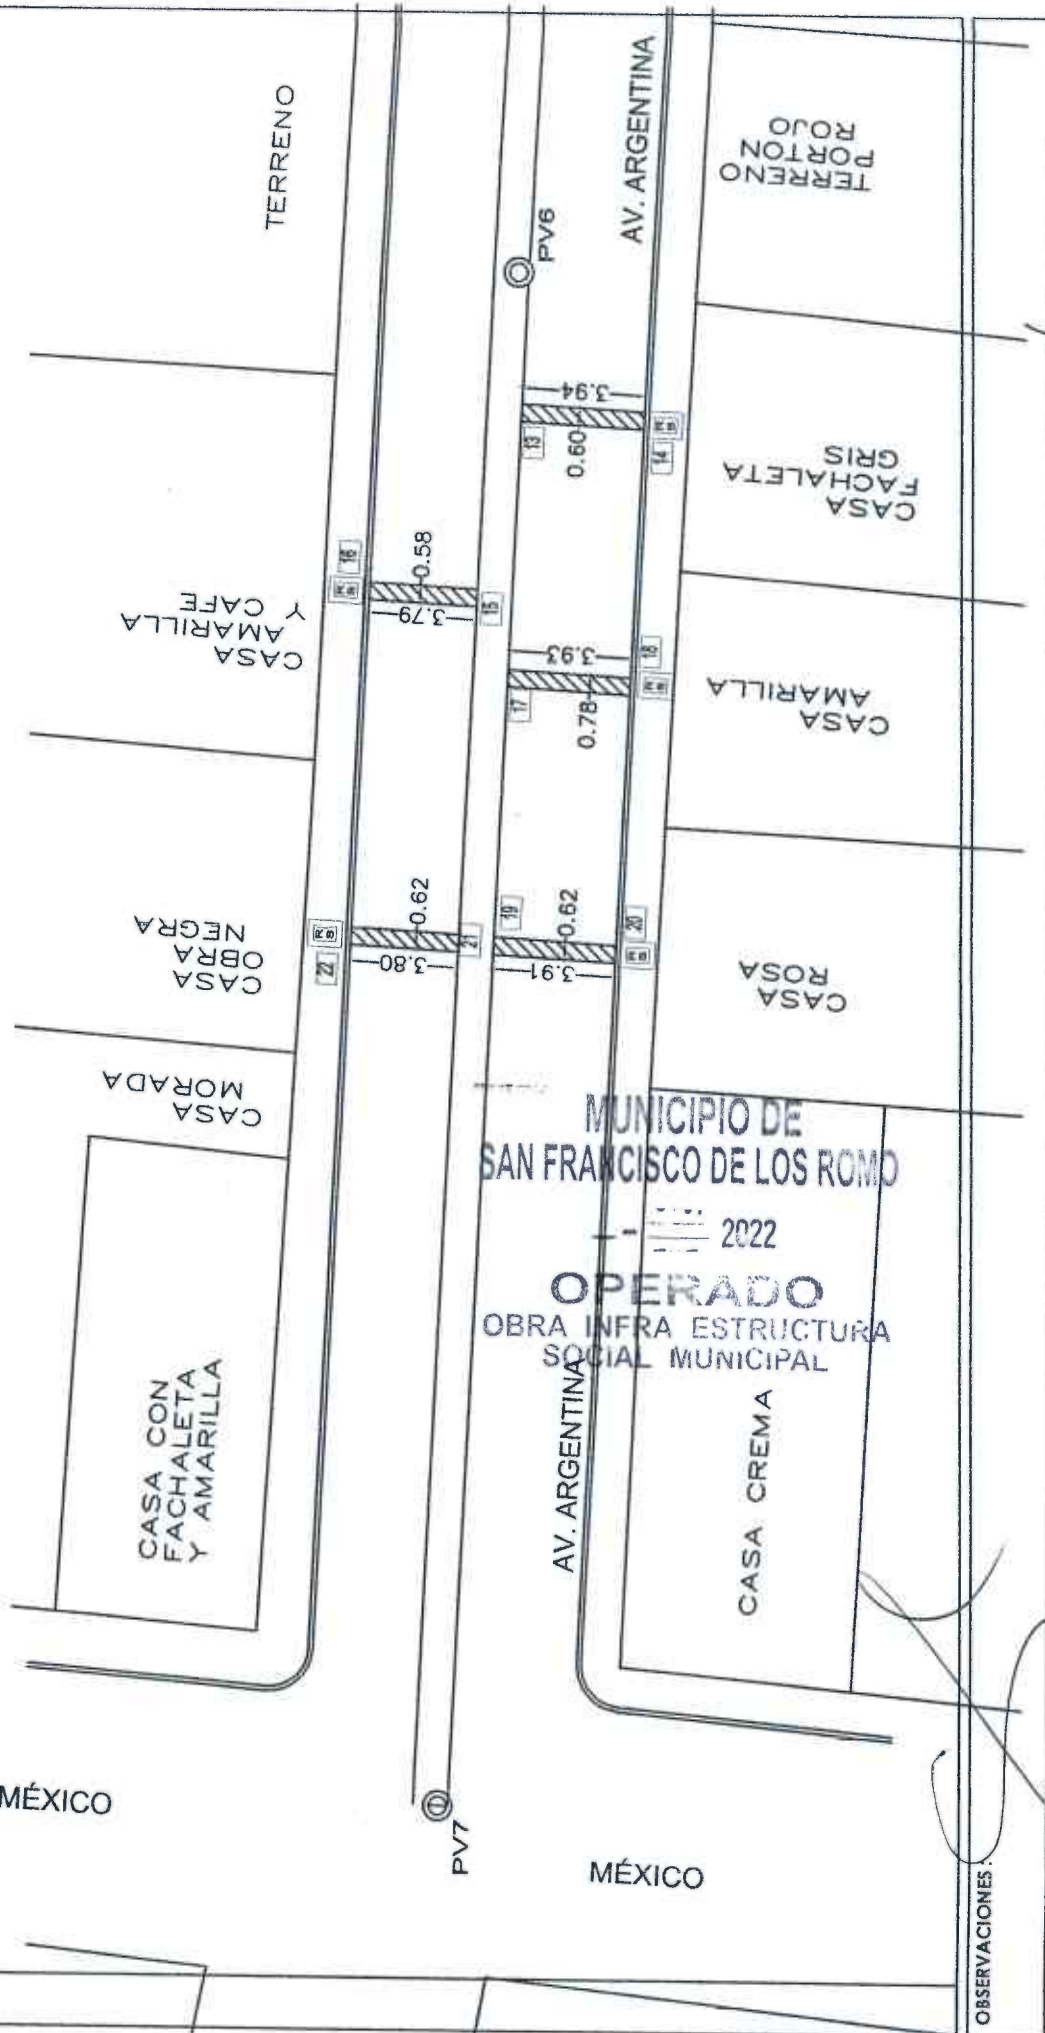 TERRENO
AV. ARGENTINA
TERRENO
PORTON
ROJO
PV6
3.94
13
0.60
14
CASA
FACHALETA
GRIS
16
0.58
3.79
15
CASA
AMARILLA
Y CAFE
3.93
18
17
0.78
CASA
AMARILLA
CASA
OBRA
NEGRA
22
0.62
21
3.80
19
0.62
20
3.91
CASA
ROSA
CASA
MORADA
MUNICIPIO DE
SAN FRANCISCO DE LOS ROMO
2022
OPERADO
OBRA INFRA ESTRUCTURA
SOCIAL MUNICIPAL
CASA CON
FACHALETA
Y AMARILLA
AV. ARGENTINA
CASA CREMA
MÉXICO
PV7
MÉXICO
OBSERVACIONES: